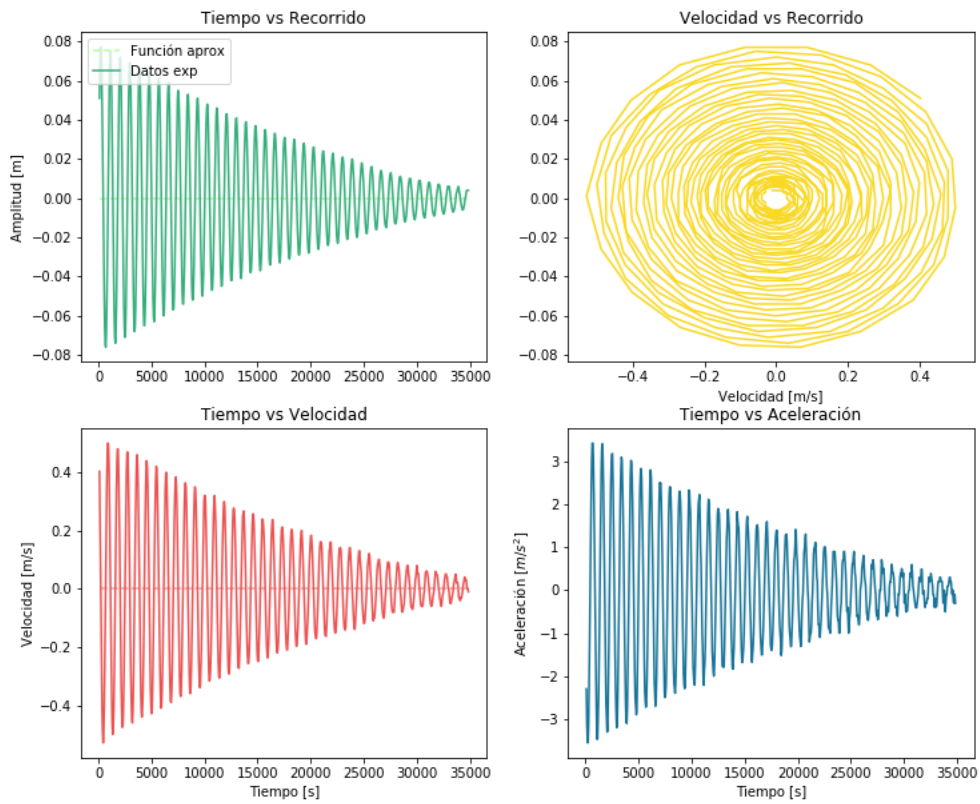 Tiempo vs Recorrido
Función aprox
Datos exp
Amplitud [m]
0.08
0.06
0.04
0.02
0.00
−0.02
−0.04
−0.06
−0.08
0 5000 10000 15000 20000 25000 30000 35000
Velocidad vs Recorrido
0.08
0.06
0.04
0.02
0.00
−0.02
−0.04
−0.06
−0.08
−0.4 −0.2 0.0 0.2 0.4
Velocidad [m/s]
Tiempo vs Velocidad
Velocidad [m/s]
0.4
0.2
0.0
−0.2
−0.4
0 5000 10000 15000 20000 25000 30000 35000
Tiempo [s]
Tiempo vs Aceleración
Aceleración [m/s²]
3
2
1
0
−1
−2
−3
0 5000 10000 15000 20000 25000 30000 35000
Tiempo [s]